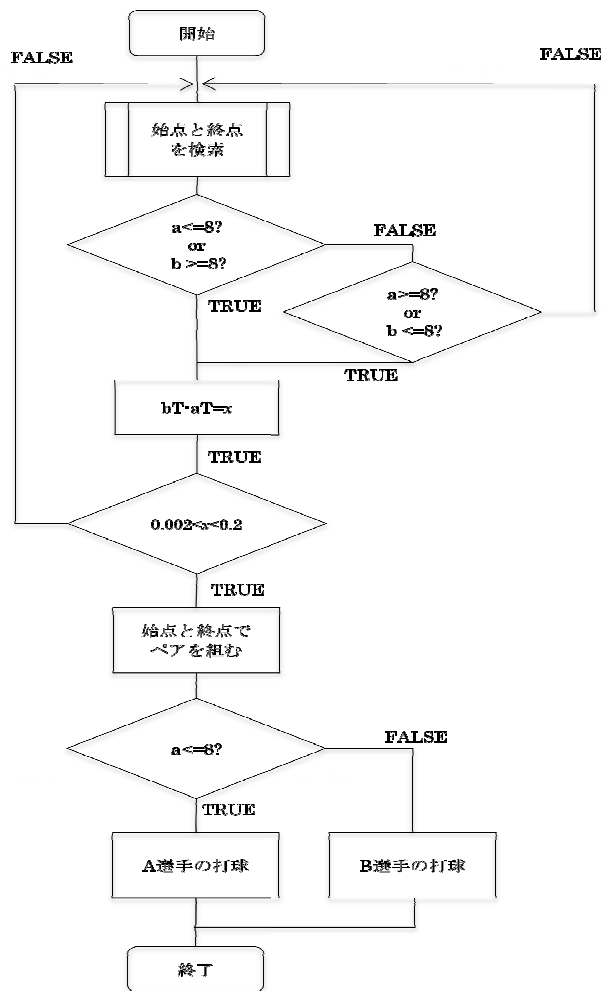 開始
FALSE
FALSE
始点と終点
を検索
a<=8?
or
b >=8?
FALSE
TRUE
a>=8?
or
b <=8?
TRUE
bT-aT=x
TRUE
0.002<x<0.2
TRUE
始点と終点で
ペアを組む
a<=8?
FALSE
TRUE
A選手の打球
B選手の打球
終了